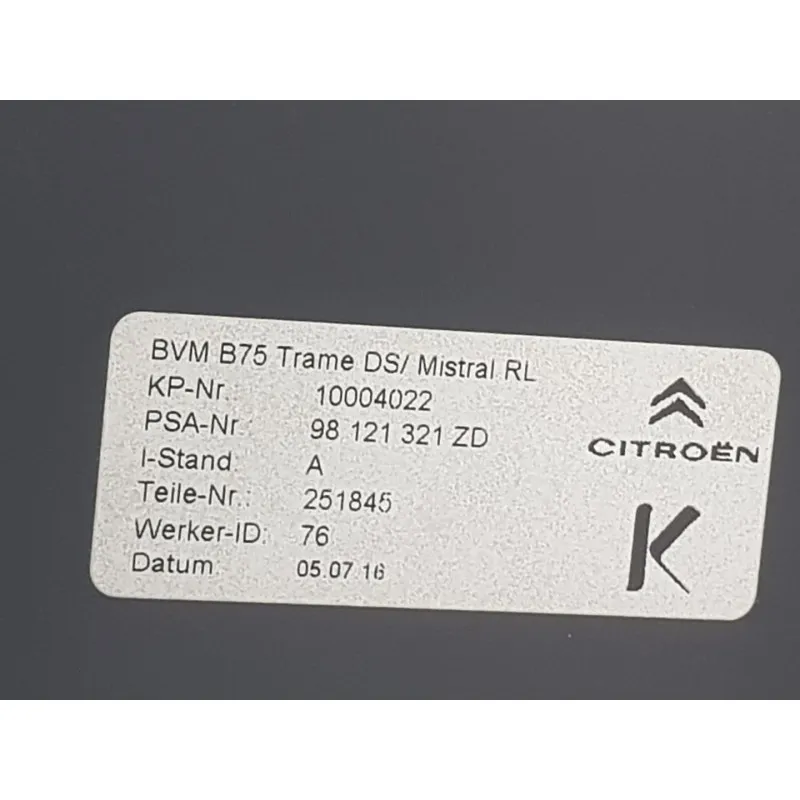 BVM B75 Trame DS/ Mistral RL
KP-Nr.: 10004022
PSA-Nr.: 98 121 321 ZD
I-Stand: A
Teile-Nr.: 251845
Werker-ID: 76
Datum: 05.07.16
CITROËN
K